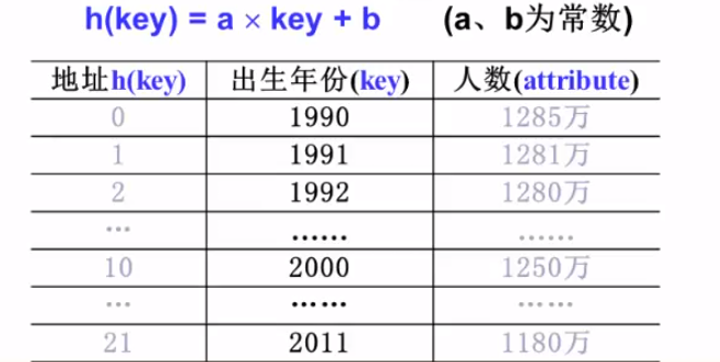 h(key) = a × key + b (a、b为常数)
地址h(key) 出生年份(key) 人数(attribute)
0 1990 1285万
1 1991 1281万
2 1992 1280万
... ...... ......
10 2000 1250万
... ...... ......
21 2011 1180万